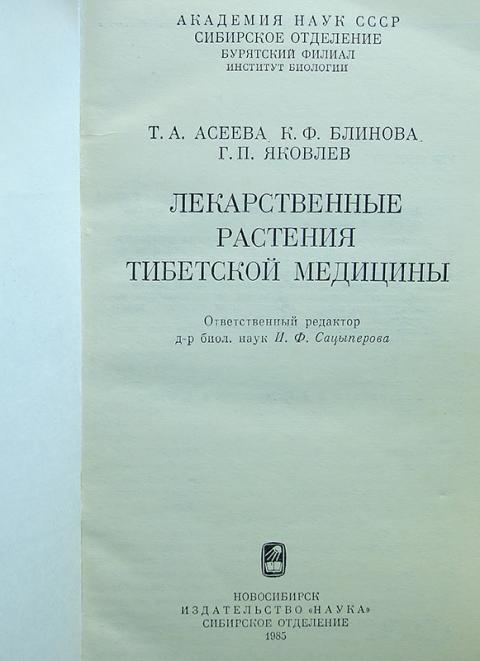 АКАДЕМИЯ НАУК СССР
СИБИРСКОЕ ОТДЕЛЕНИЕ
БУРЯТСКИЙ ФИЛИАЛ
ИНСТИТУТ БИОЛОГИИ
Т. А. АСЕЕВА, К. Ф. БЛИНОВА,
Г. П. ЯКОВЛЕВ
ЛЕКАРСТВЕННЫЕ
РАСТЕНИЯ
ТИБЕТСКОЙ МЕДИЦИНЫ
Ответственный редактор
д-р биол. наук И. Ф. Сацыперова
НОВОСИБИРСК
ИЗДАТЕЛЬСТВО «НАУКА»
СИБИРСКОЕ ОТДЕЛЕНИЕ
1985